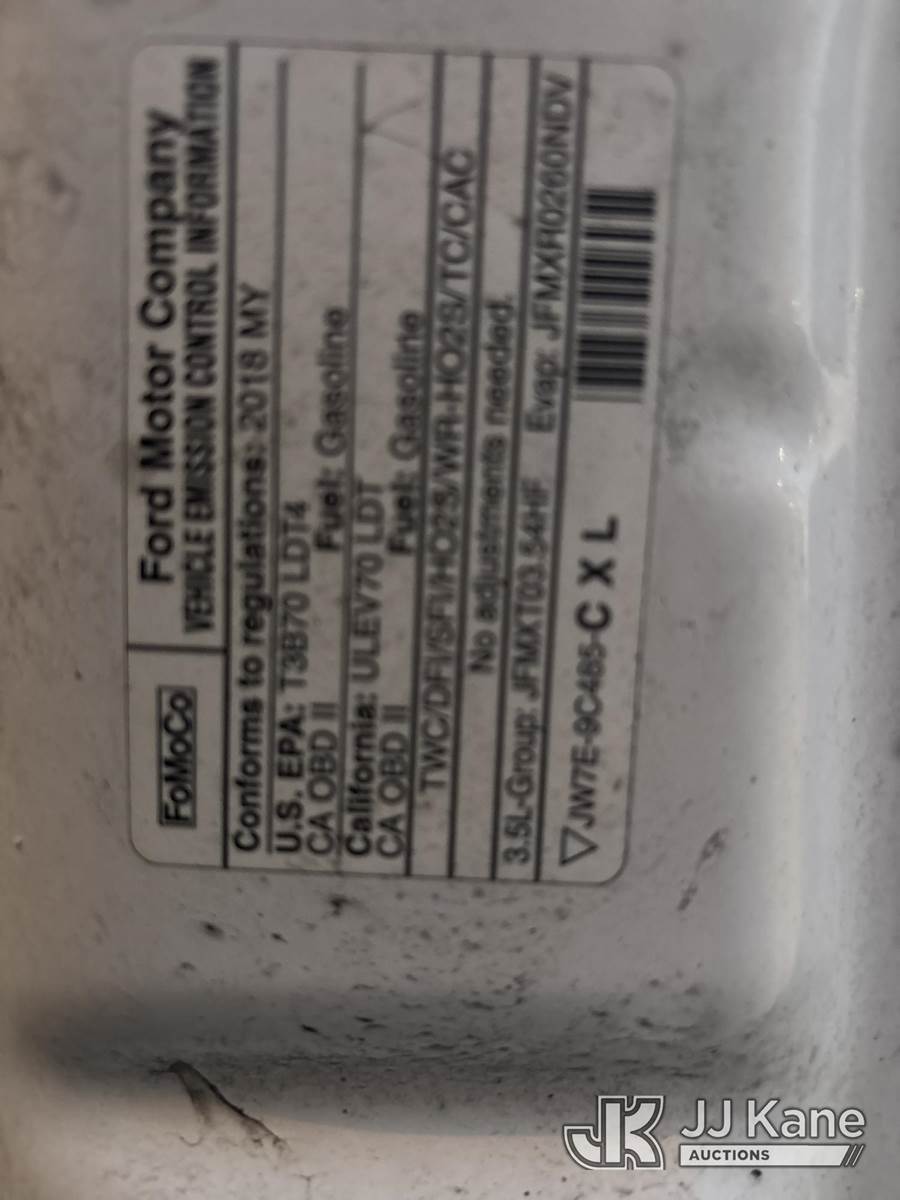 FoMoCo
Ford Motor Company
VEHICLE EMISSION CONTROL INFORMATION
Conforms to regulations: 2018 MY
U.S. EPA: T3B70 LDT4
CA OBD II Fuel: Gasoline
California: ULEV70 LDT
CA OBD II Fuel: Gasoline
TWC/DFI/SFI/HO2S/WR-HO2S/TC/CAC
No adjustments needed.
3.5L-Group: JFMXT03.54HF Evap: JFMXR0260NDV
JW7E-9C485-C X L
JK JJ Kane
AUCTIONS